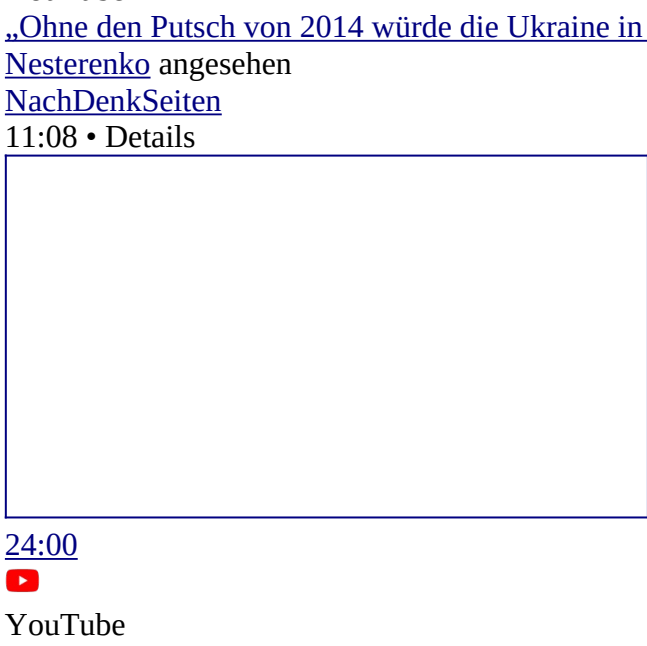 „Ohne den Putsch von 2014 würde die Ukraine in
Nesterenko angesehen
NachDenkSeiten
11:08 • Details
24:00
YouTube